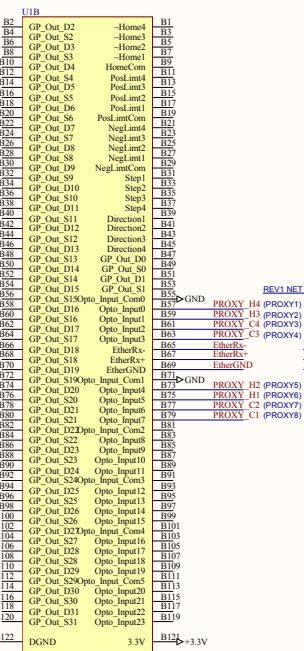 U1B
B2 GP_Out_D2 ~Home4 B1
B4 GP_Out_S2 ~Home3 B3
B6 GP_Out_D3 ~Home2 B5
B8 GP_Out_S3 ~Home1 B7
B10 GP_Out_D4 HomeCom B9
B12 GP_Out_S4 PosLimt4 B11
B14 GP_Out_D5 PosLimt3 B13
B16 GP_Out_S5 PosLimt2 B15
B18 GP_Out_D6 PosLimt1 B17
B20 GP_Out_S6 PosLimtCom B19
B22 GP_Out_D7 NegLimt4 B21
B24 GP_Out_S7 NegLimt3 B23
B26 GP_Out_D8 NegLimt2 B25
B28 GP_Out_S8 NegLimt1 B27
B30 GP_Out_D9 NegLimtCom B29
B32 GP_Out_S9 Step1 B31
B34 GP_Out_D10 Step2 B33
B36 GP_Out_S10 Step3 B35
B38 GP_Out_D11 Step4 B37
B40 GP_Out_S11 Direction1 B39
B42 GP_Out_D12 Direction2 B41
B44 GP_Out_S12 Direction3 B43
B46 GP_Out_D13 Direction4 B45
B48 GP_Out_S13 GP_Out_D0 B47
B50 GP_Out_D14 GP_Out_S0 B49
B52 GP_Out_S14 GP_Out_D1 B51
B54 GP_Out_D15 GP_Out_S1 B53 REV1 NET
B56 GP_Out_S15 Opto_Input_Com0 B55 GND
B58 GP_Out_D16 Opto_Input0 B57 PROXY_H4 (PROXY1)
B60 GP_Out_S16 Opto_Input1 B59 PROXY_H3 (PROXY2)
B62 GP_Out_D17 Opto_Input2 B61 PROXY_C4 (PROXY3)
B64 GP_Out_S17 Opto_Input3 B63 PROXY_C3 (PROXY4)
B66 GP_Out_D18 EtherRx- B65 EtherRx-
B68 GP_Out_S18 EtherRx+ B67 EtherRx+
B70 GP_Out_D19 EtherGND B69 EtherGND
B72 GP_Out_S19 Opto_Input_Com1 B71 GND
B74 GP_Out_D20 Opto_Input4 B73 PROXY_H2 (PROXY5)
B76 GP_Out_S20 Opto_Input5 B75 PROXY_H1 (PROXY6)
B78 GP_Out_D21 Opto_Input6 B77 PROXY_C2 (PROXY7)
B80 GP_Out_S21 Opto_Input7 B79 PROXY_C1 (PROXY8)
B82 GP_Out_D22 Opto_Input_Com2 B81
B84 GP_Out_S22 Opto_Input8 B83
B86 GP_Out_D23 Opto_Input9 B85
B88 GP_Out_S23 Opto_Input10 B87
B90 GP_Out_D24 Opto_Input11 B89
B92 GP_Out_S24 Opto_Input_Com3 B91
B94 GP_Out_D25 Opto_Input12 B93
B96 GP_Out_S25 Opto_Input13 B95
B98 GP_Out_D26 Opto_Input14 B97
B100 GP_Out_S26 Opto_Input15 B99
B102 GP_Out_D27 Opto_Input_Com4 B101
B104 GP_Out_S27 Opto_Input16 B103
B106 GP_Out_D28 Opto_Input17 B105
B108 GP_Out_S28 Opto_Input18 B107
B110 GP_Out_D29 Opto_Input19 B109
B112 GP_Out_S29 Opto_Input_Com5 B111
B114 GP_Out_D30 Opto_Input20 B113
B116 GP_Out_S30 Opto_Input21 B115
B118 GP_Out_D31 Opto_Input22 B117
B120 GP_Out_S31 Opto_Input23 B119
B122 DGND 3.3V B121 +3.3V